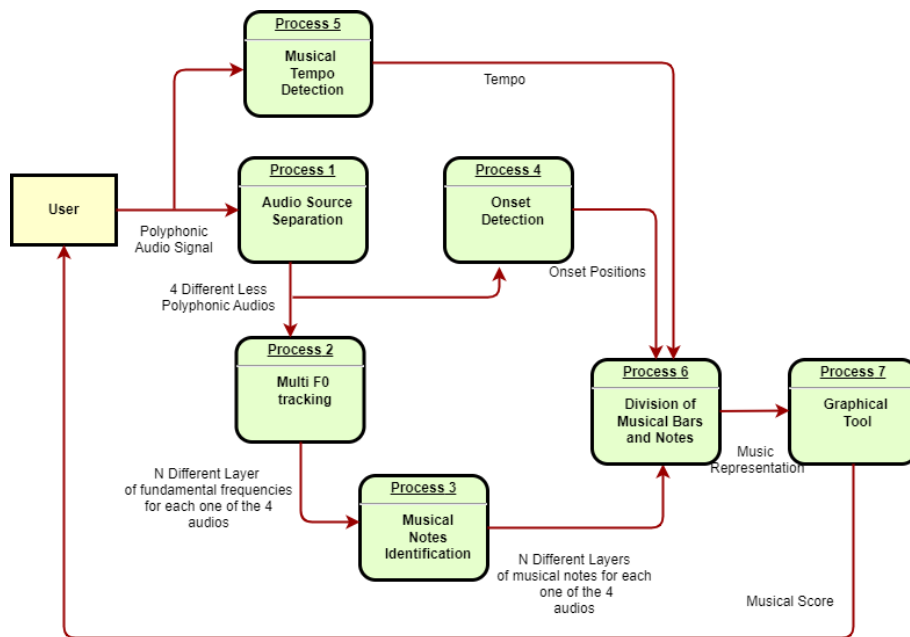 Process 5
Musical
Tempo
Detection
Tempo
Process 1
Audio Source
Separation
Process 4
Onset
Detection
User
Polyphonic
Audio Signal
Onset Positions
4 Different Less
Polyphonic Audios
Process 2
Multi F0
tracking
Process 6
Division of
Musical Bars
and Notes
Process 7
Graphical
Tool
Music
Representation
N Different Layer
of fundamental frequencies
for each one of the 4
audios
Process 3
Musical
Notes
Identification
N Different Layers
of musical notes for each
one of the 4
audios
Musical Score